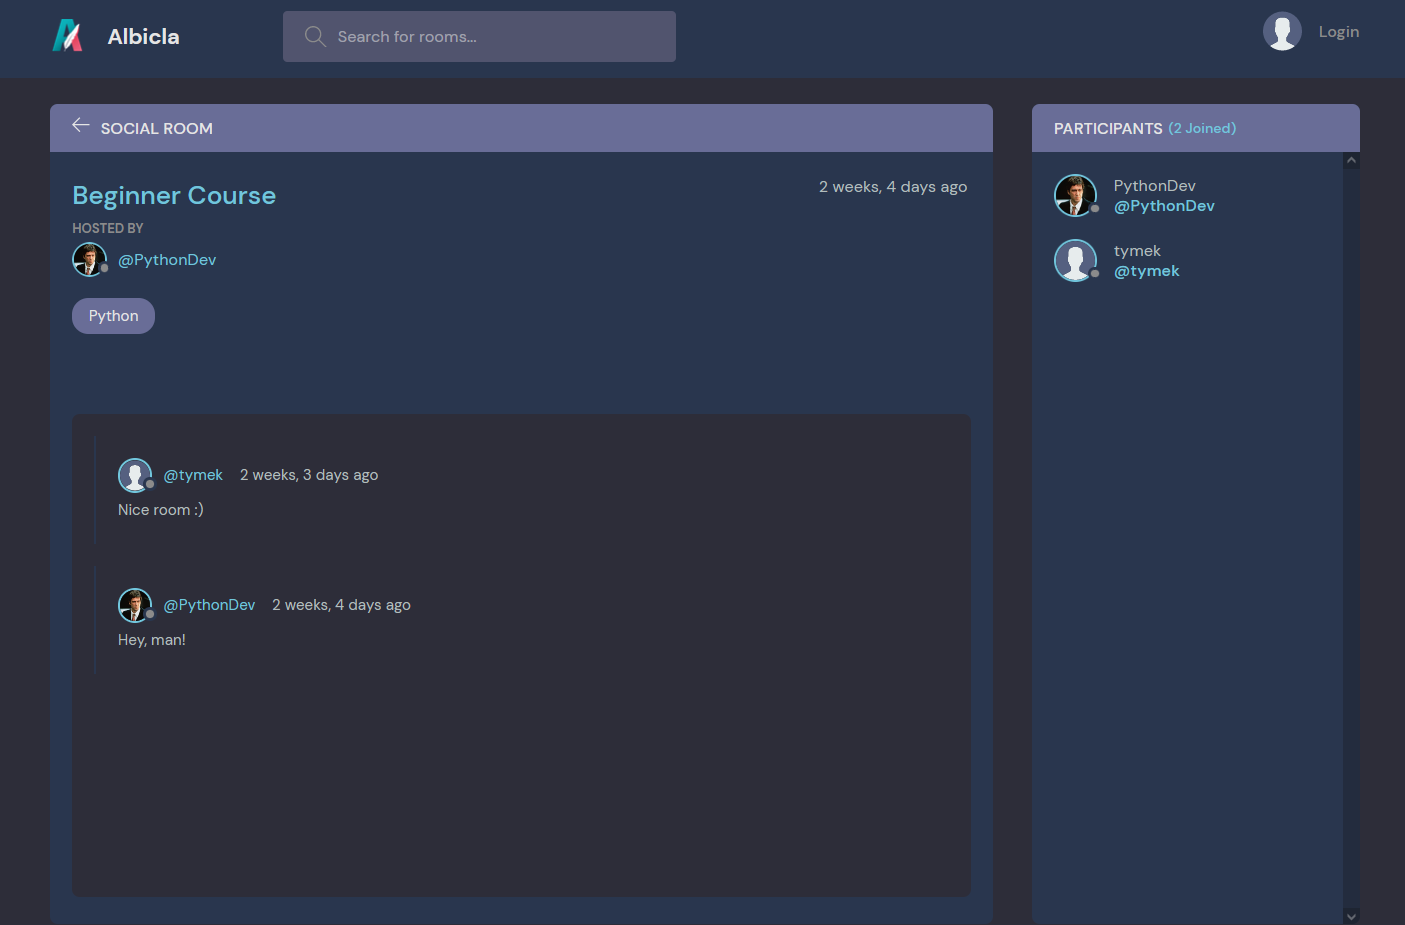 Albicla
Search for rooms...
Login
SOCIAL ROOM
Beginner Course
2 weeks, 4 days ago
HOSTED BY
@PythonDev
Python
@tymek 2 weeks, 3 days ago
Nice room :)
@PythonDev 2 weeks, 4 days ago
Hey, man!
PARTICIPANTS (2 Joined)
PythonDev
@PythonDev
tymek
@tymek